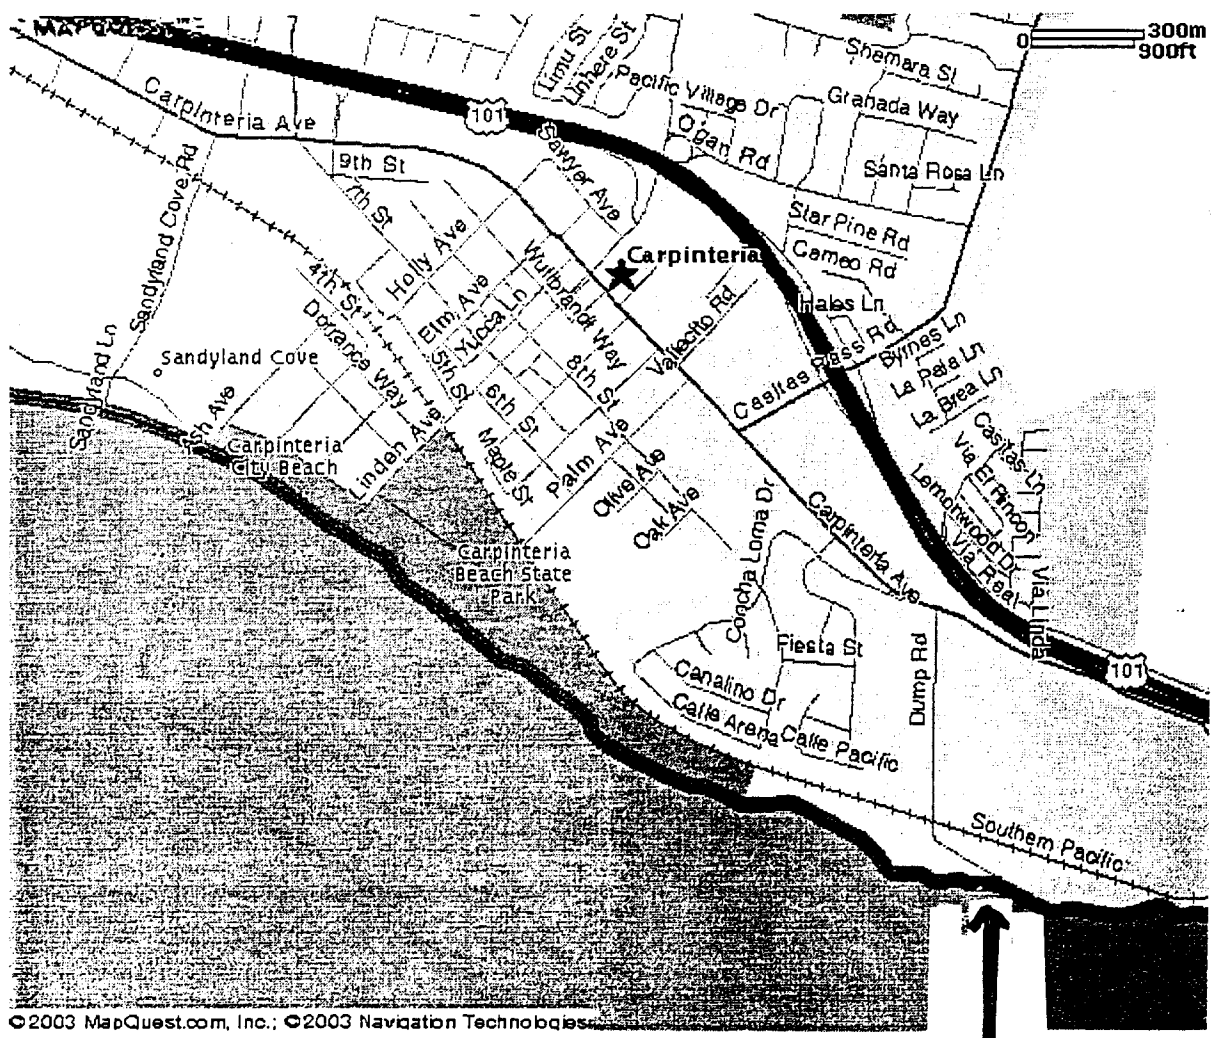 MAPQUEST
0 300m
900ft
Limu St
Linhere St
Shemara St
Pacific Village Dr
Granada Way
Carpinteria Ave
101
Ogan Rd
Sawyer Ave
9th St
Santa Rosa Ln
7th St
Sandyland Cove Rd
Star Pine Rd
Holly Ave
Carpinteria
Cameo Rd
Wullbrandt Way
4th St
Elm Ave
Yucca Ln
Vallecito Rd
Hales Ln
Dorrance Way
Byrnes Ln
Sandyland Cove
5th St
8th St
Casitas Pass Rd
La Pala Ln
La Brea Ln
Sandyland Ln
6th St
Carpinteria
City Beach
Linden Ave
Maple St
Palm Ave
Olive Ave
Oak Ave
Casitas Ln
Via El Rincon
Lemonwood Dr
Via Real
Carpinteria Ave
Concha Loma Dr
Carpinteria
Beach State
Park
Via Linda
Fiesta St
Dump Rd
101
Canalino Dr
Calle Arena
Calle Pacific
Southern Pacific
©2003 MapQuest.com, Inc.; ©2003 Navigation Technologies